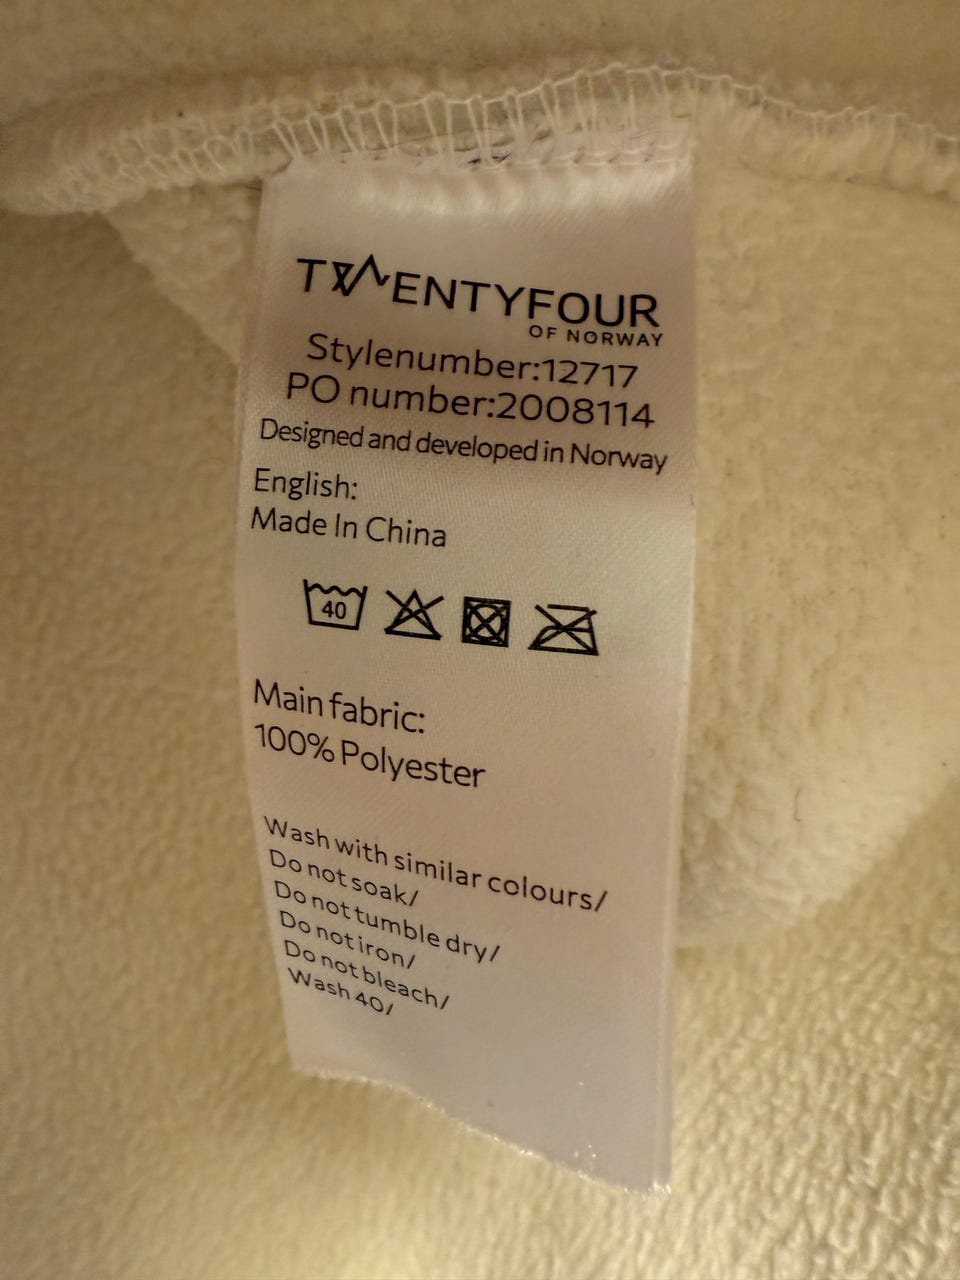 TWENTYFOUR
OF NORWAY
Stylenumber:12717
PO number:2008114
Designed and developed in Norway
English:
Made In China
40
Main fabric:
100% Polyester
Wash with similar colours/
Do not soak/
Do not tumble dry/
Do not iron/
Do not bleach/
Wash 40/